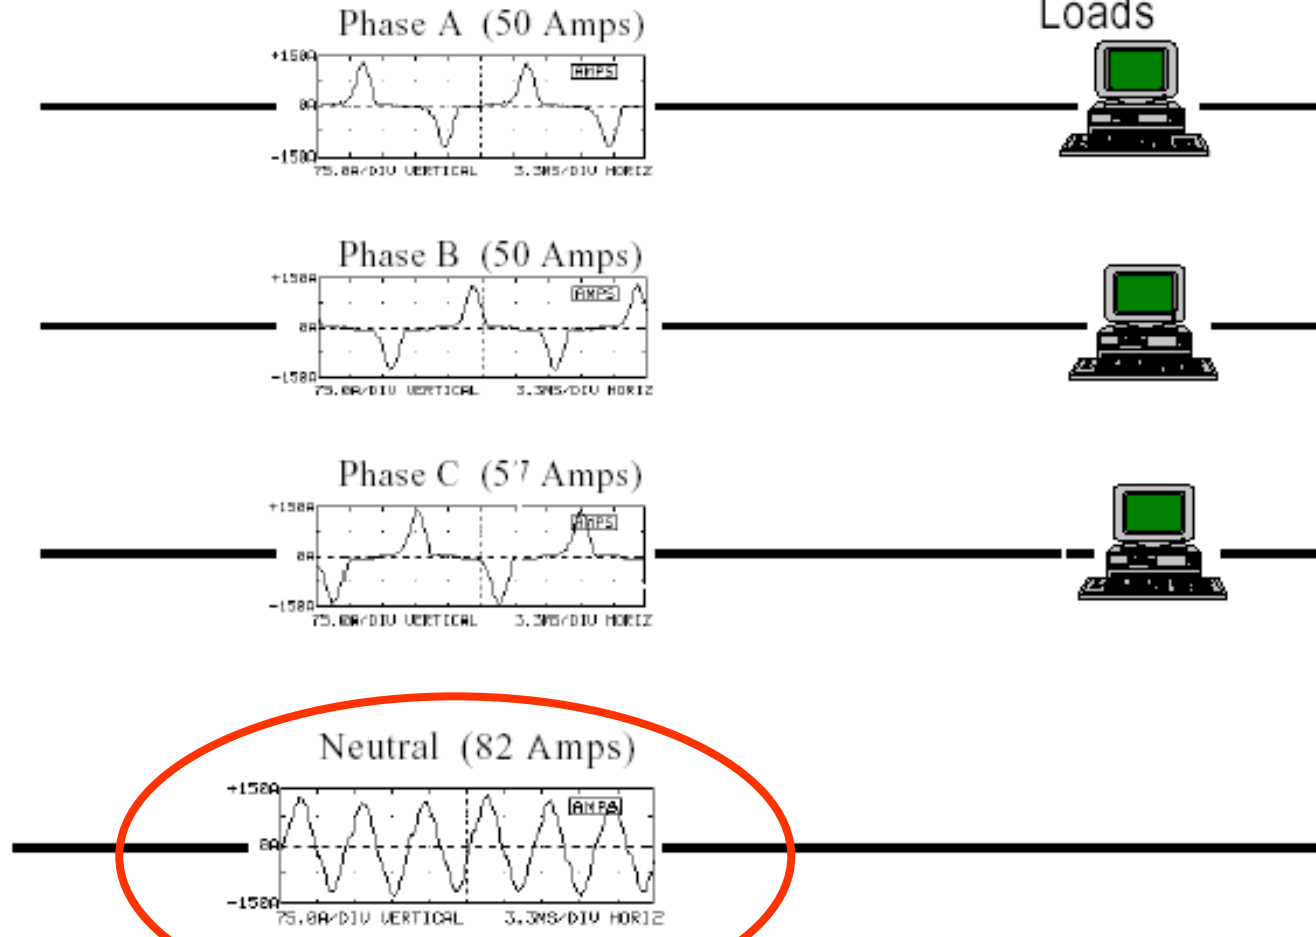 Loads
Phase A (50 Amps)
+150A
AMPS
0A
-150A
75.0A/DIV VERTICAL 3.3MS/DIV HORIZ
Phase B (50 Amps)
+150A
AMPS
0A
-150A
75.0A/DIV VERTICAL 3.3MS/DIV HORIZ
Phase C (57 Amps)
+150A
AMPS
0A
-150A
75.0A/DIV VERTICAL 3.3MS/DIV HORIZ
Neutral (82 Amps)
+150A
AMPS
0A
-150A
75.0A/DIV VERTICAL 3.3MS/DIV HORIZ